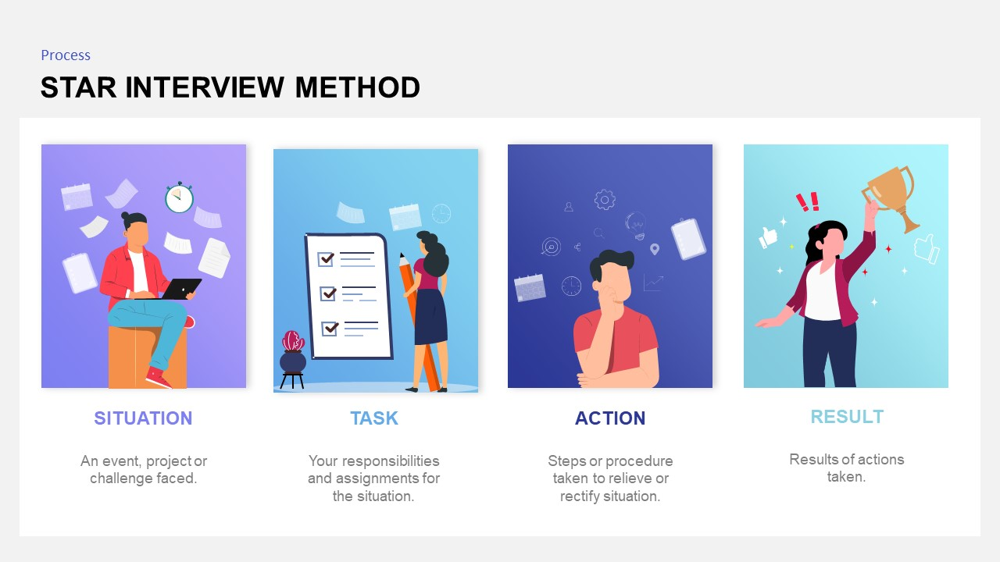 Process
STAR INTERVIEW METHOD
SITUATION
An event, project or
challenge faced.
TASK
Your responsibilities
and assignments for
the situation.
ACTION
Steps or procedure
taken to relieve or
rectify situation.
RESULT
Results of actions
taken.